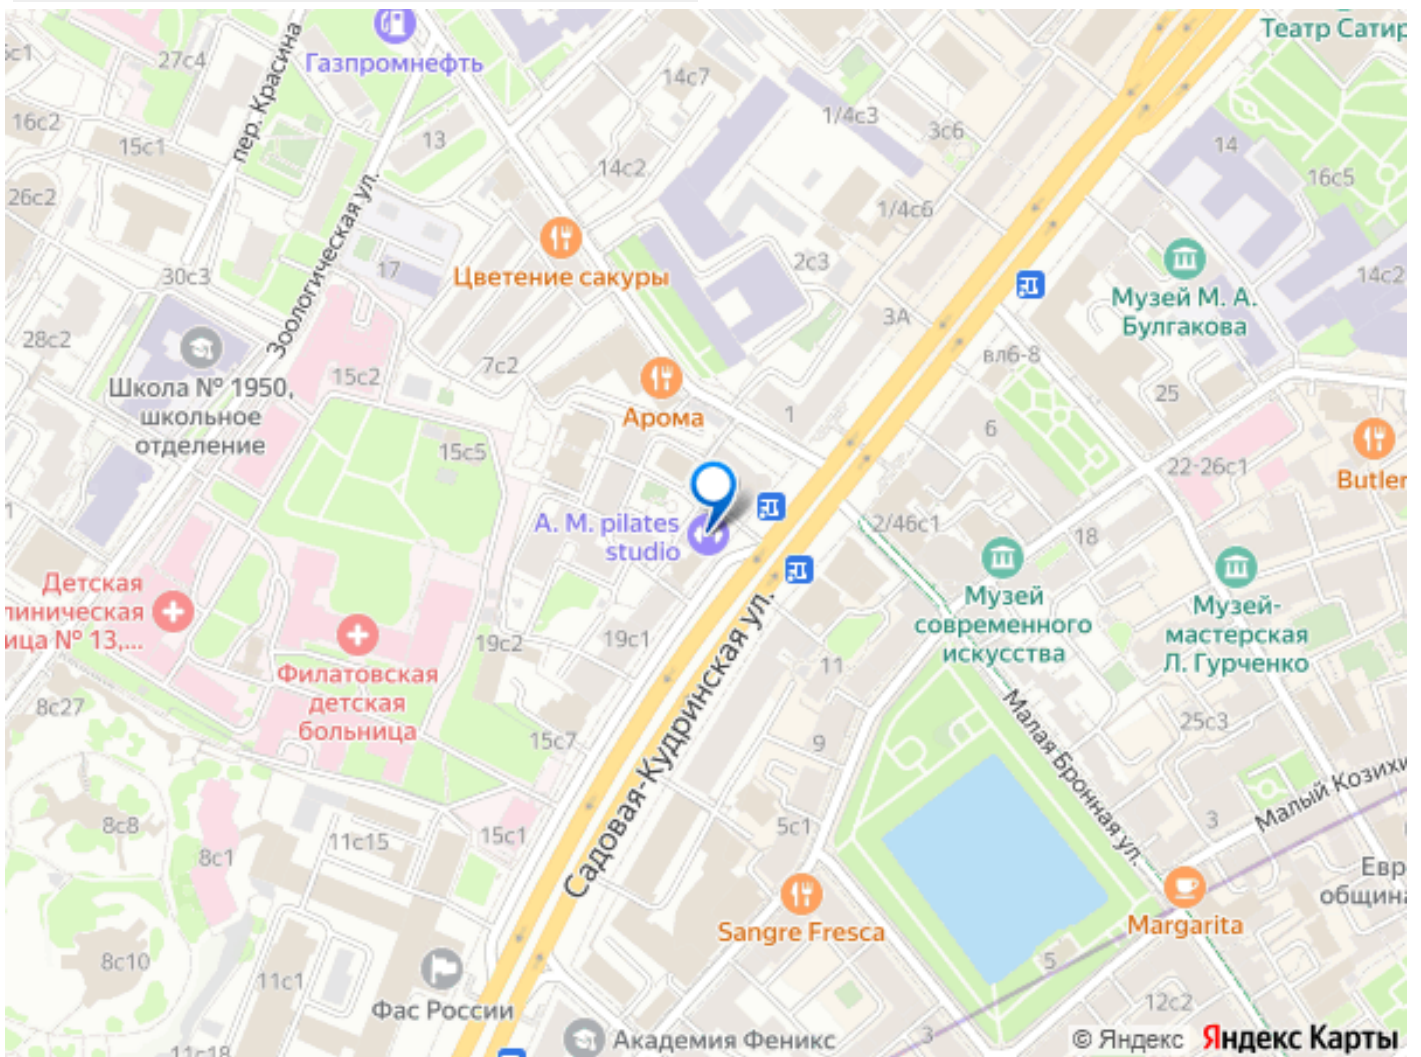 Театр Сатир
5с1
27с4
Газпромнефть
14с7
пер. Красина
16с2
15с1
13
1/4с3
3с6
14
14с2
16с5
26с2
Зоологическая ул.
1/4с6
17
30с3
Цветение сакуры
2с3
Музей М. А.
Булгакова
14с2
3А
28с2
7с2
вл6-8
Школа № 1950,
школьное
отделение
15с2
Арома
1
25
6
15с5
22-26с1
Butler
A. M. pilates
studio
2/46с1
18
Детская
линическая
ица № 13,...
Музей
современного
искусства
Музей-
мастерская
Л. Гурченко
19с2
19с1
Садовая-Кудринская ул.
11
Филатовская
детская
больница
8с27
Малая Бронная ул.
25с3
15с7
9
Малый Козихи
8с8
8с1
11с15
15с1
5с1
3
Евр
община
Sangre Fresca
Margarita
8с10
11с1
5
Фас России
12с2
Академия Феникс
3
11с18
© Яндекс Яндекс Карты